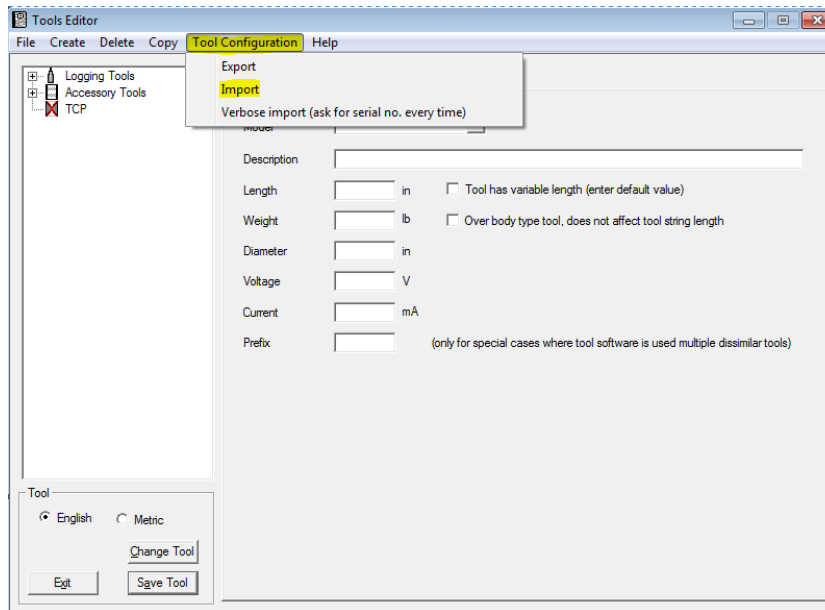 Tools Editor
File Create Delete Copy Tool Configuration Help
Export
Import
Verbose import (ask for serial no. every time)
Logging Tools
Accessory Tools
TCP
Model
Description
Length in Tool has variable length (enter default value)
Weight lb Over body type tool, does not affect tool string length
Diameter in
Voltage V
Current mA
Prefix (only for special cases where tool software is used multiple dissimilar tools)
Tool
English Metric
Change Tool
Exit Save Tool